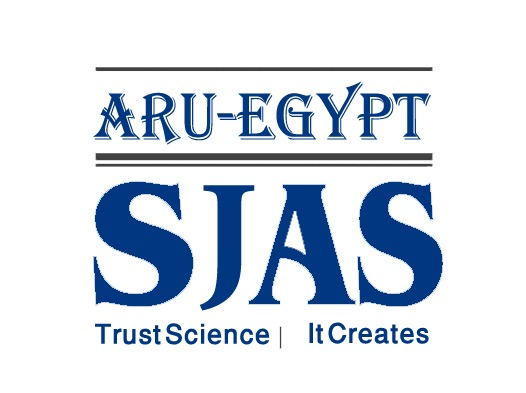 ARU-EGYPT
SJAS
Trust Science | It Creates